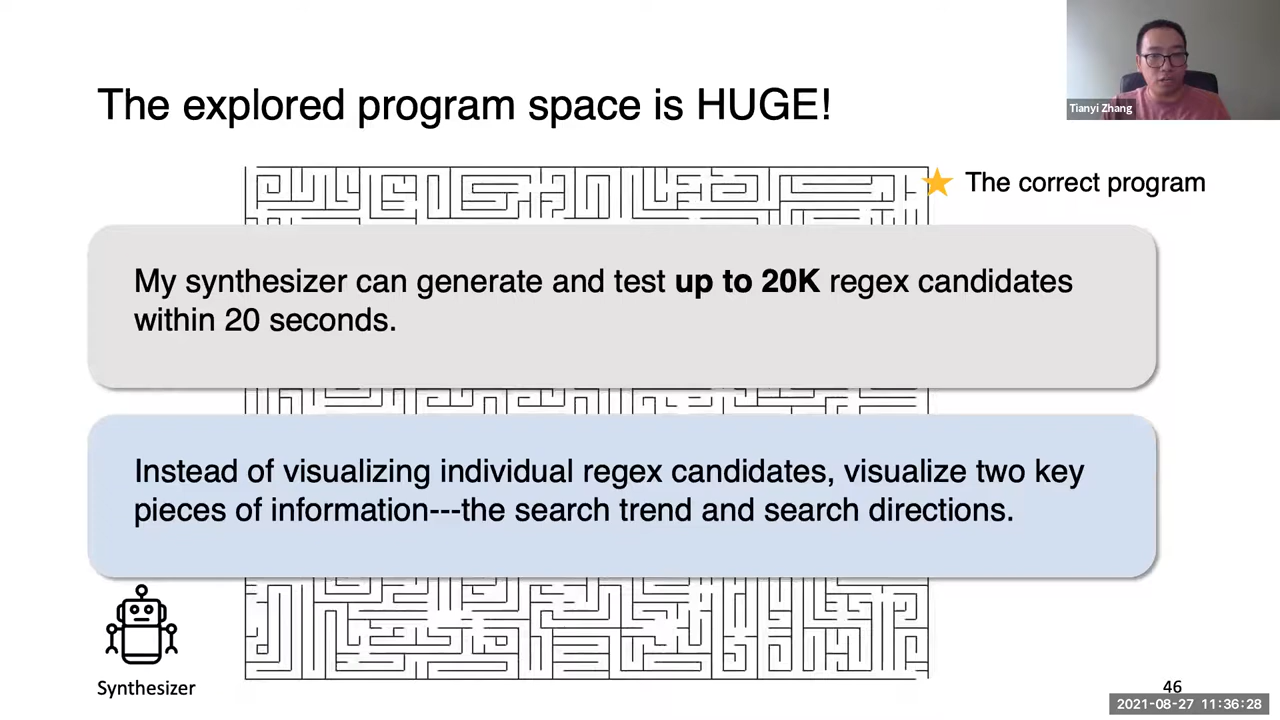 Tianyi Zhang
The explored program space is HUGE!
The correct program
My synthesizer can generate and test up to 20K regex candidates
within 20 seconds.
Instead of visualizing individual regex candidates, visualize two key
pieces of information---the search trend and search directions.
Synthesizer
46
2021-08-27 11:36:28